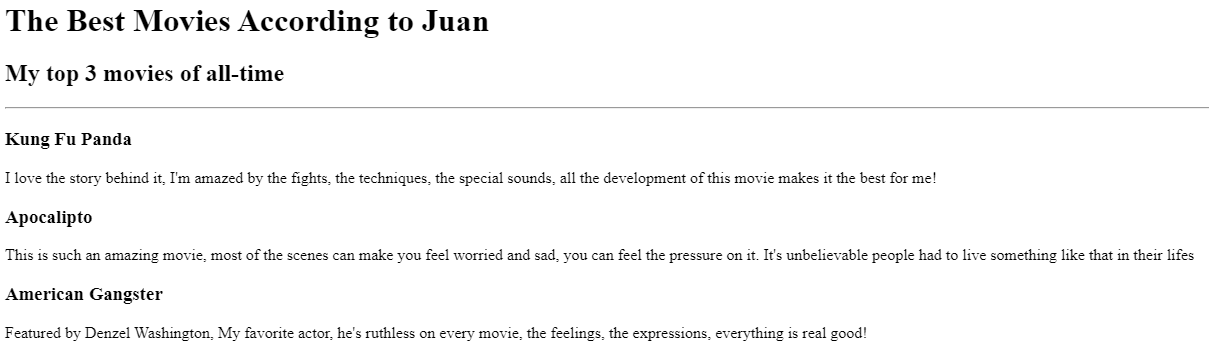 The Best Movies According to Juan
My top 3 movies of all-time
Kung Fu Panda
I love the story behind it, I'm amazed by the fights, the techniques, the special sounds, all the development of this movie makes it the best for me!
Apocalipto
This is such an amazing movie, most of the scenes can make you feel worried and sad, you can feel the pressure on it. It's unbelievable people had to live something like that in their lifes
American Gangster
Featured by Denzel Washington, My favorite actor, he's ruthless on every movie, the feelings, the expressions, everything is real good!